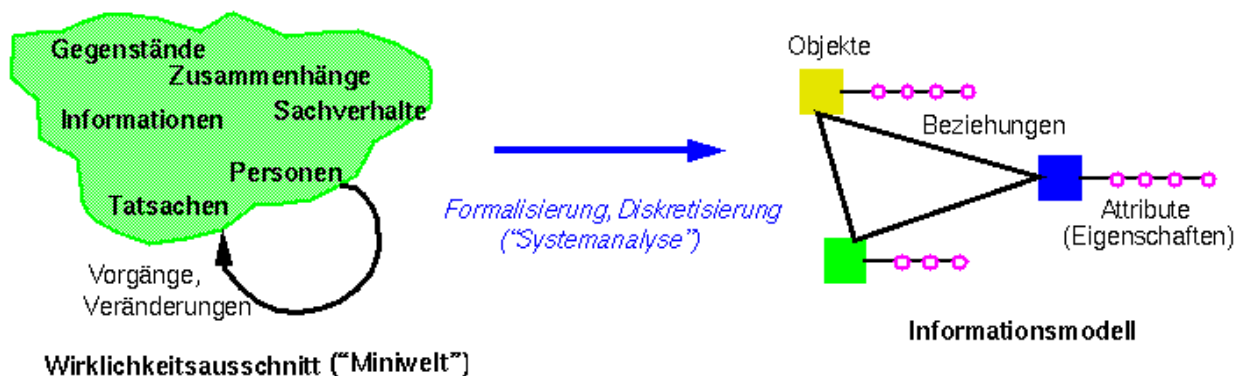 Gegenstände
Zusammenhänge
Informationen
Sachverhalte
Personen
Tatsachen
Vorgänge,
Veränderungen
Wirklichkeitsausschnitt ("Miniwelt")
Formalisierung, Diskretisierung
("Systemanalyse")
Objekte
Beziehungen
Attribute
(Eigenschaften)
Informationsmodell